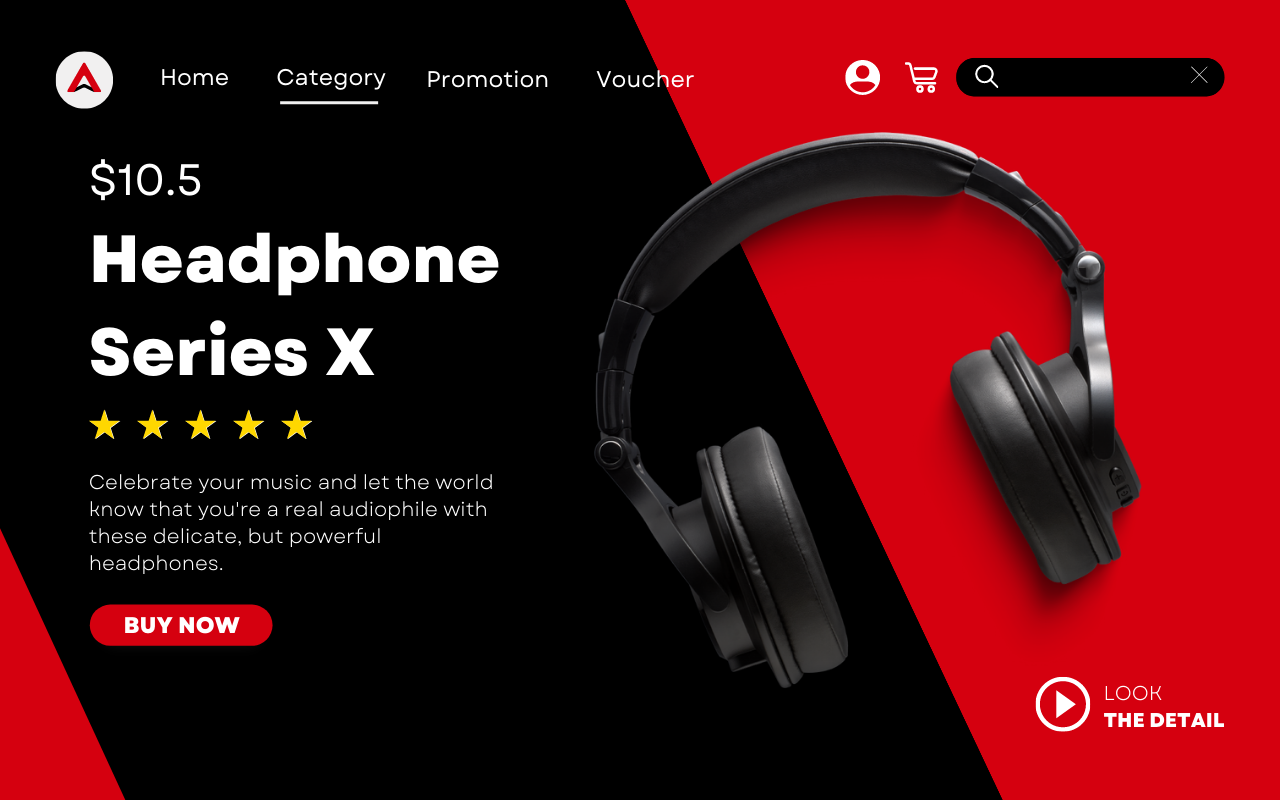 Home Category Promotion Voucher
$10.5
Headphone
Series X
Celebrate your music and let the world
know that you're a real audiophile with
these delicate, but powerful
headphones.
BUY NOW
LOOK
THE DETAIL